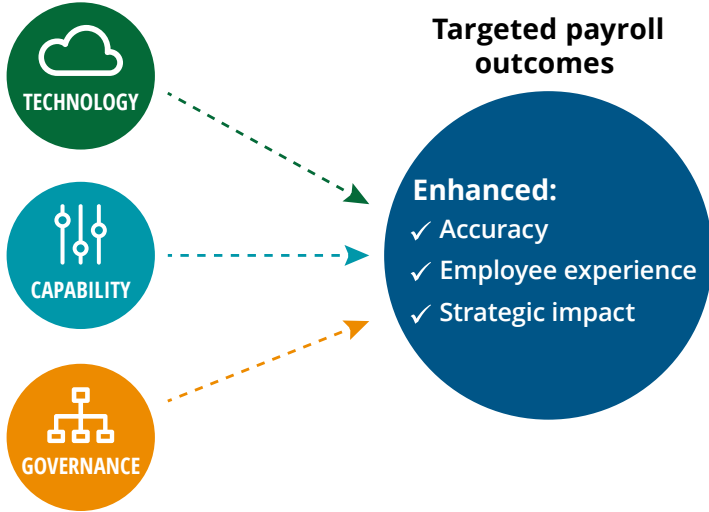 TECHNOLOGY
CAPABILITY
GOVERNANCE
Targeted payroll
outcomes
Enhanced:
✓ Accuracy
✓ Employee experience
✓ Strategic impact